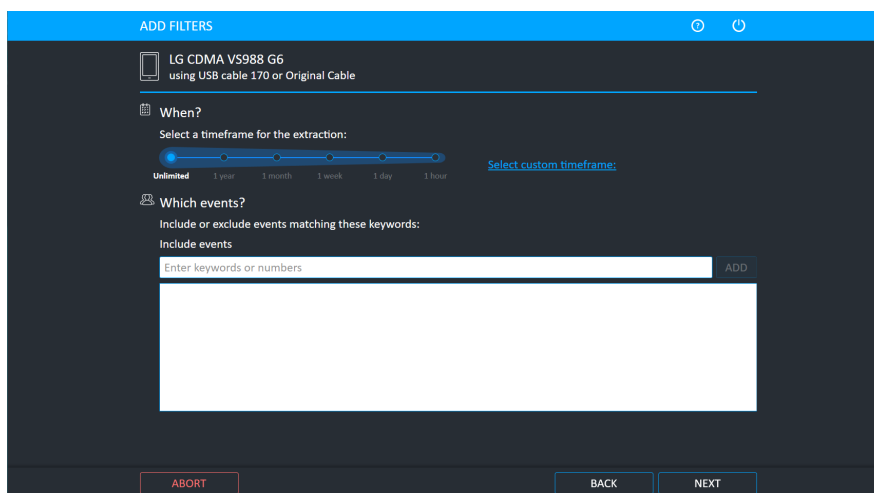 ADD FILTERS
LG CDMA VS988 G6
using USB cable 170 or Original Cable
When?
Select a timeframe for the extraction:
Unlimited 1 year 1 month 1 week 1 day 1 hour
Select custom timeframe:
Which events?
Include or exclude events matching these keywords:
Include events
Enter keywords or numbers ADD
ABORT BACK NEXT